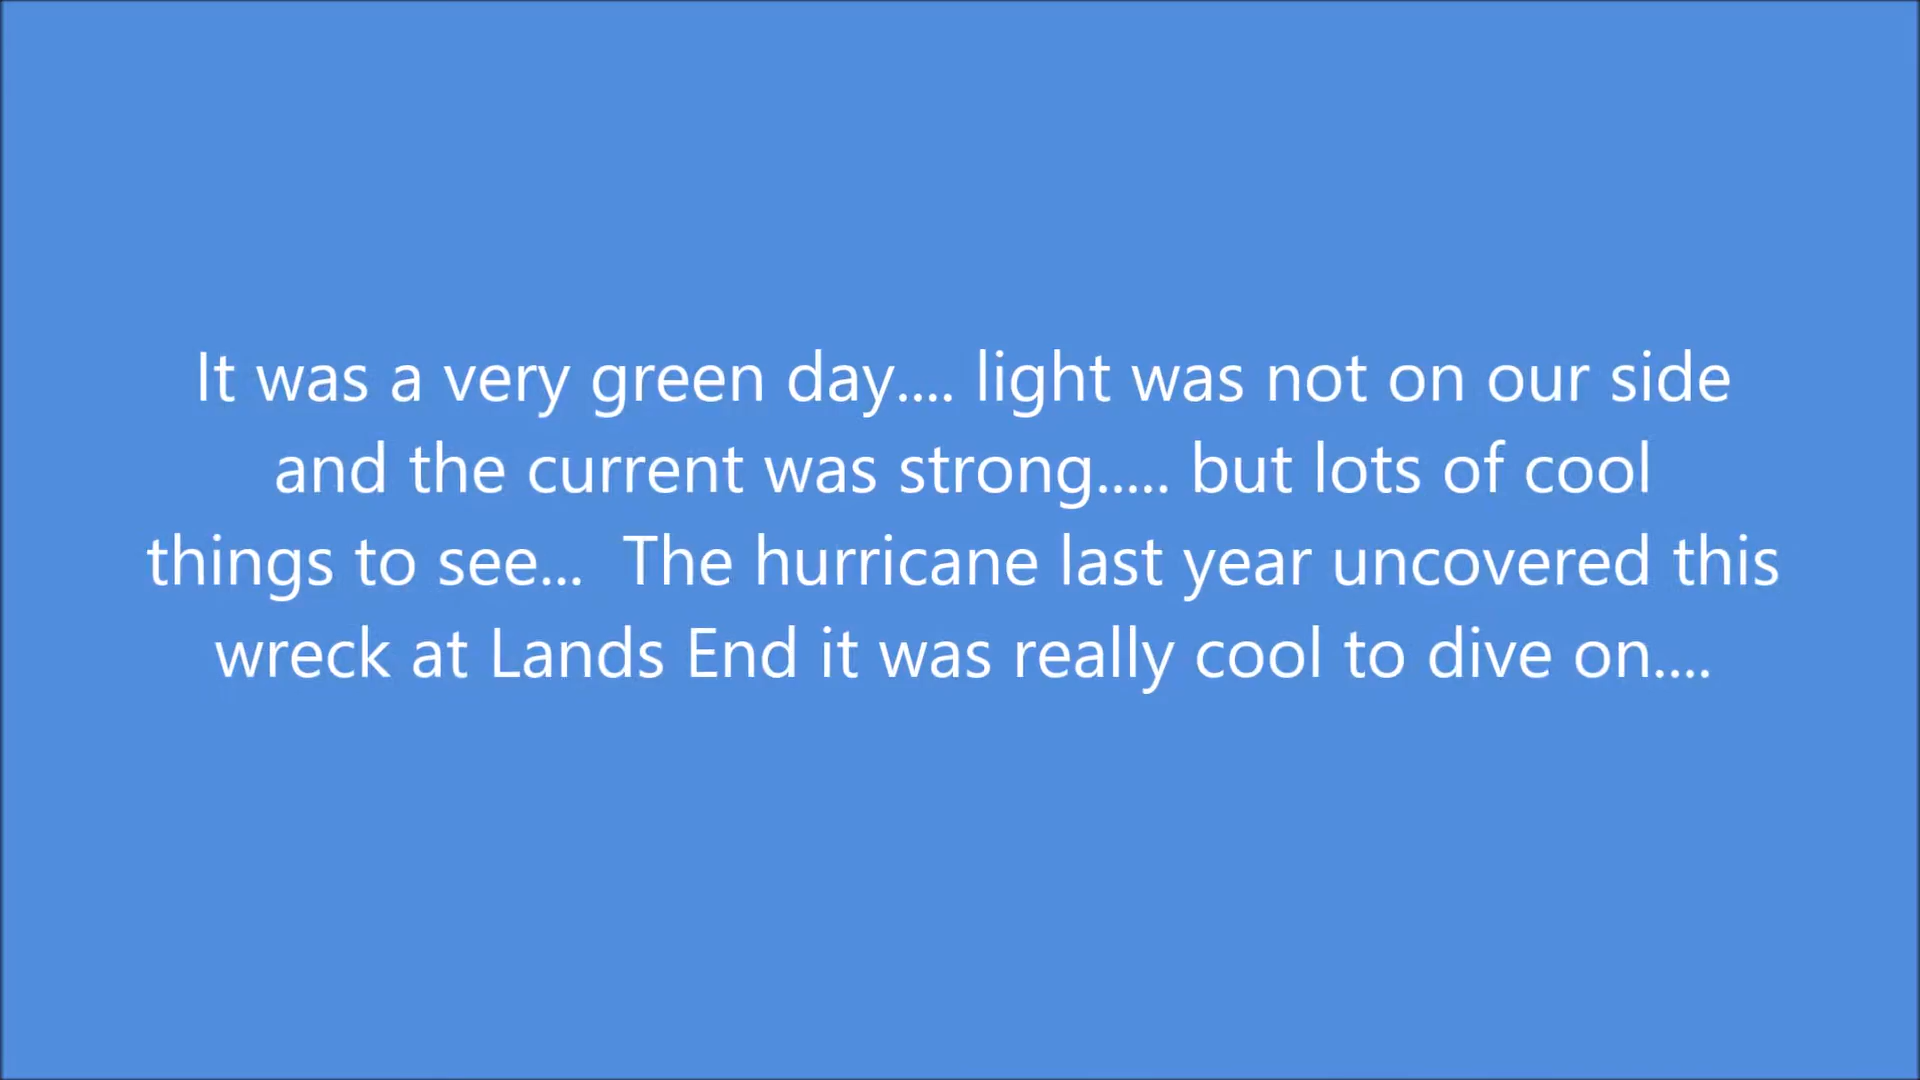 It was a very green day.... light was not on our side
and the current was strong..... but lots of cool
things to see...  The hurricane last year uncovered this
wreck at Lands End it was really cool to dive on....